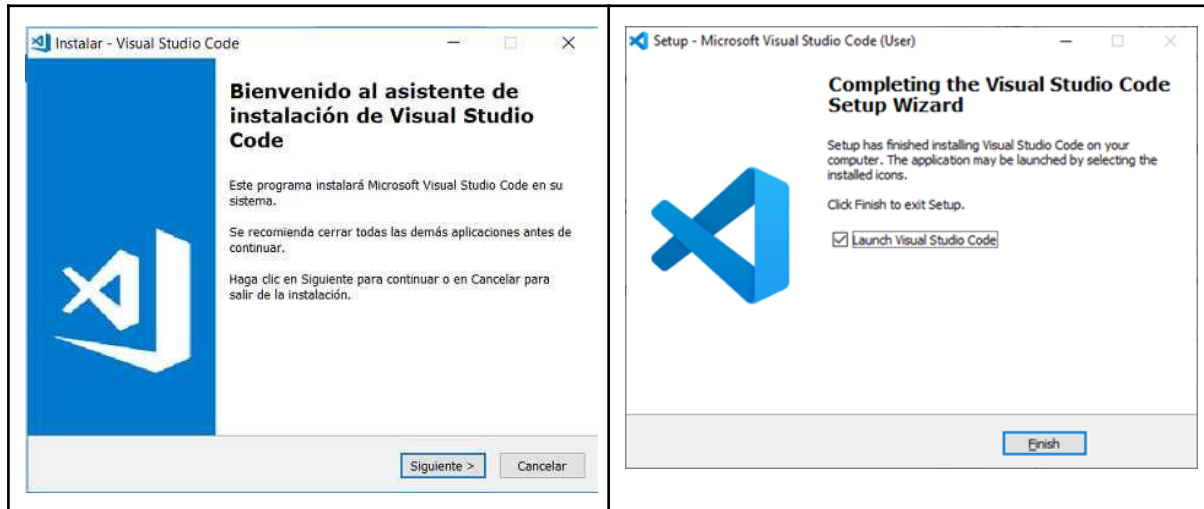 Instalar - Visual Studio Code
Bienvenido al asistente de
instalación de Visual Studio
Code
Este programa instalará Microsoft Visual Studio Code en su
sistema.
Se recomienda cerrar todas las demás aplicaciones antes de
continuar.
Haga clic en Siguiente para continuar o en Cancelar para
salir de la instalación.
Siguiente >
Cancelar
Setup - Microsoft Visual Studio Code (User)
Completing the Visual Studio Code
Setup Wizard
Setup has finished installing Visual Studio Code on your
computer. The application may be launched by selecting the
installed icons.
Click Finish to exit Setup.
Launch Visual Studio Code
Finish